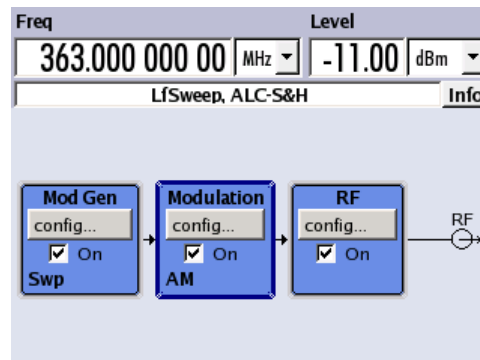 Freq Level
363.000 000 00 MHz -11.00 dBm
LfSweep, ALC-S&H Info
Mod Gen Modulation RF
config... config... config... RF
On On On
Swp AM